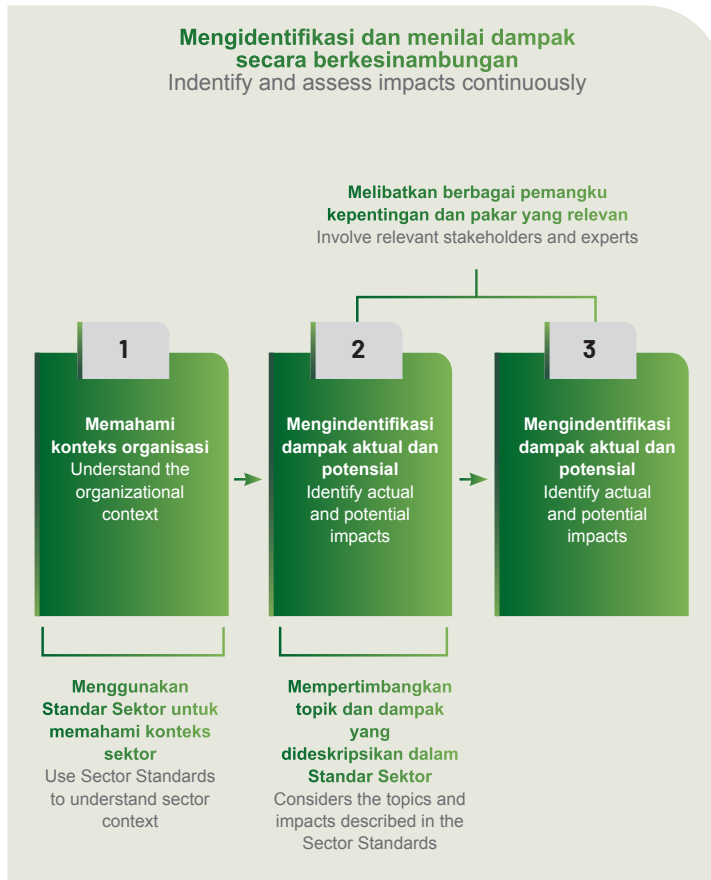 Mengidentifikasi dan menilai dampak
secara berkesinambungan
Indentify and assess impacts continuously
Melibatkan berbagai pemangku
kepentingan dan pakar yang relevan
Involve relevant stakeholders and experts
1
Memahami
konteks organisasi
Understand the
organizational
context
2
Mengindentifikasi
dampak aktual dan
potensial
Identify actual
and potential
impacts
3
Mengindentifikasi
dampak aktual dan
potensial
Identify actual
and potential
impacts
Menggunakan
Standar Sektor untuk
memahami konteks
sektor
Use Sector Standards
to understand sector
context
Mempertimbangkan
topik dan dampak
yang
dideskripsikan dalam
Standar Sektor
Considers the topics and
impacts described in the
Sector Standards